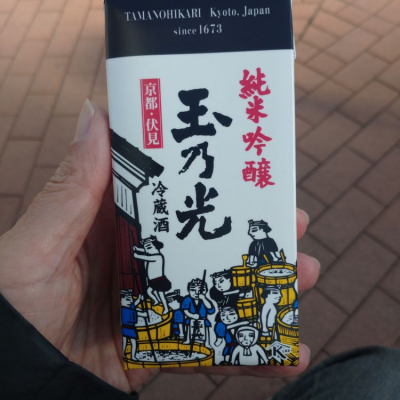 TAMANOHIKARI Kyoto. Japan
since 1673
純米吟醸
京都・伏見
玉乃光
冷蔵酒